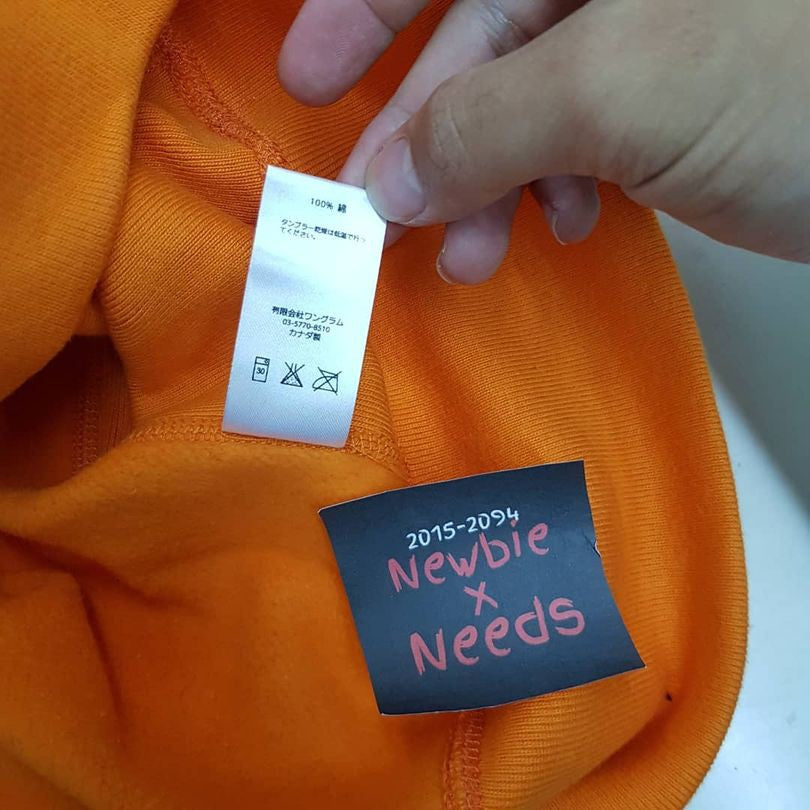 100% 綿
タンブラー乾燥は低温で行っ
てください。
有限会社ワングラム
03-5770-8510
カナダ製
30
2015-2094
Newbie
x
Needs